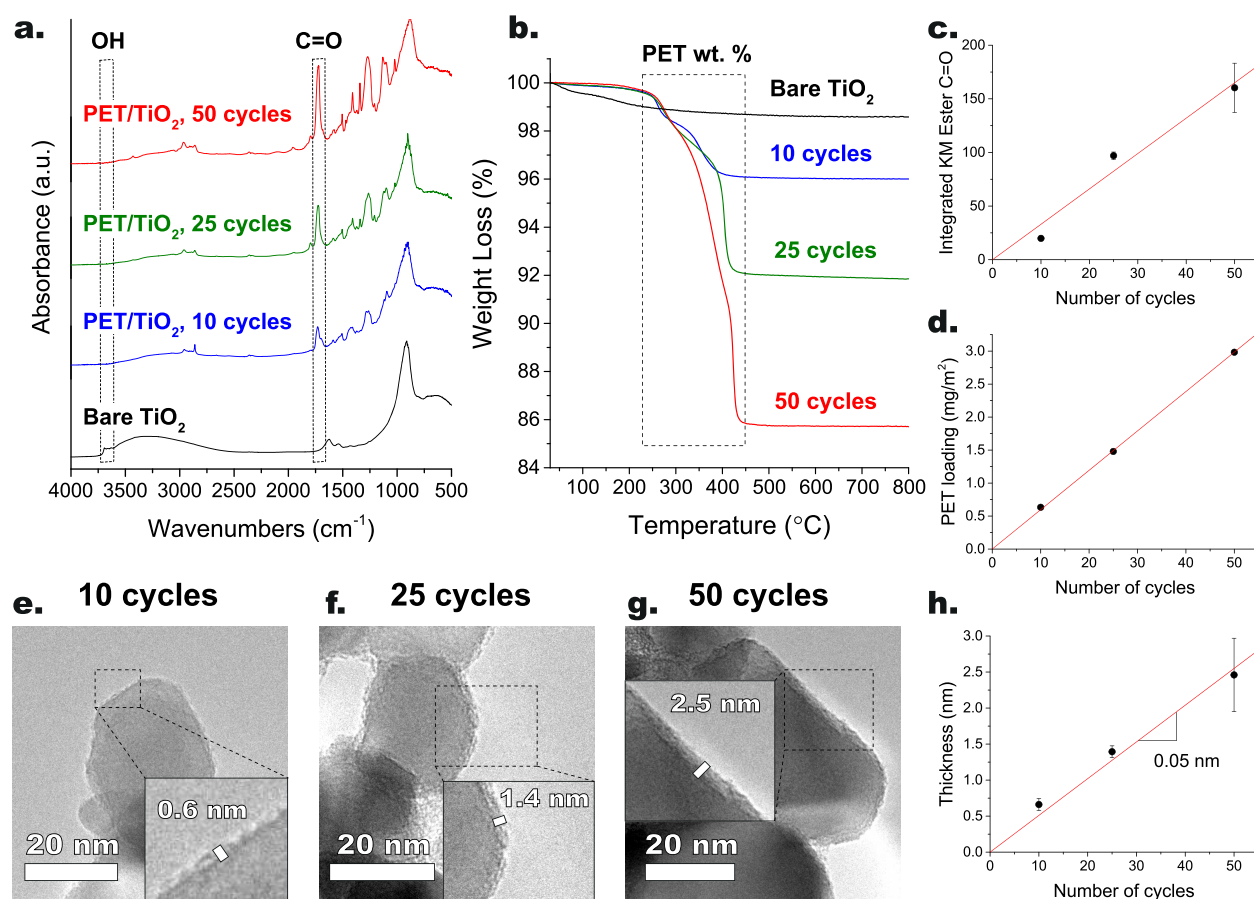 a.
OH
C=O
PET/TiO2, 50 cycles
PET/TiO2, 25 cycles
PET/TiO2, 10 cycles
Bare TiO2
Absorbance (a.u.)
4000 3500 3000 2500 2000 1500 1000 500
Wavenumbers (cm-1)
b.
PET wt. %
Bare TiO2
10 cycles
25 cycles
50 cycles
Weight Loss (%)
100
98
96
94
92
90
88
86
84
100 200 300 400 500 600 700 800
Temperature (°C)
c.
Integrated KM Ester C=O
200
150
100
50
0
0 10 20 30 40 50
Number of cycles
d.
PET loading (mg/m2)
3.0
2.5
2.0
1.5
1.0
0.5
0.0
0 10 20 30 40 50
Number of cycles
e.
10 cycles
0.6 nm
20 nm
f.
25 cycles
1.4 nm
20 nm
g.
50 cycles
2.5 nm
20 nm
h.
Thickness (nm)
3.0
2.5
2.0
1.5
1.0
0.5
0.0
0.05 nm
0 10 20 30 40 50
Number of cycles